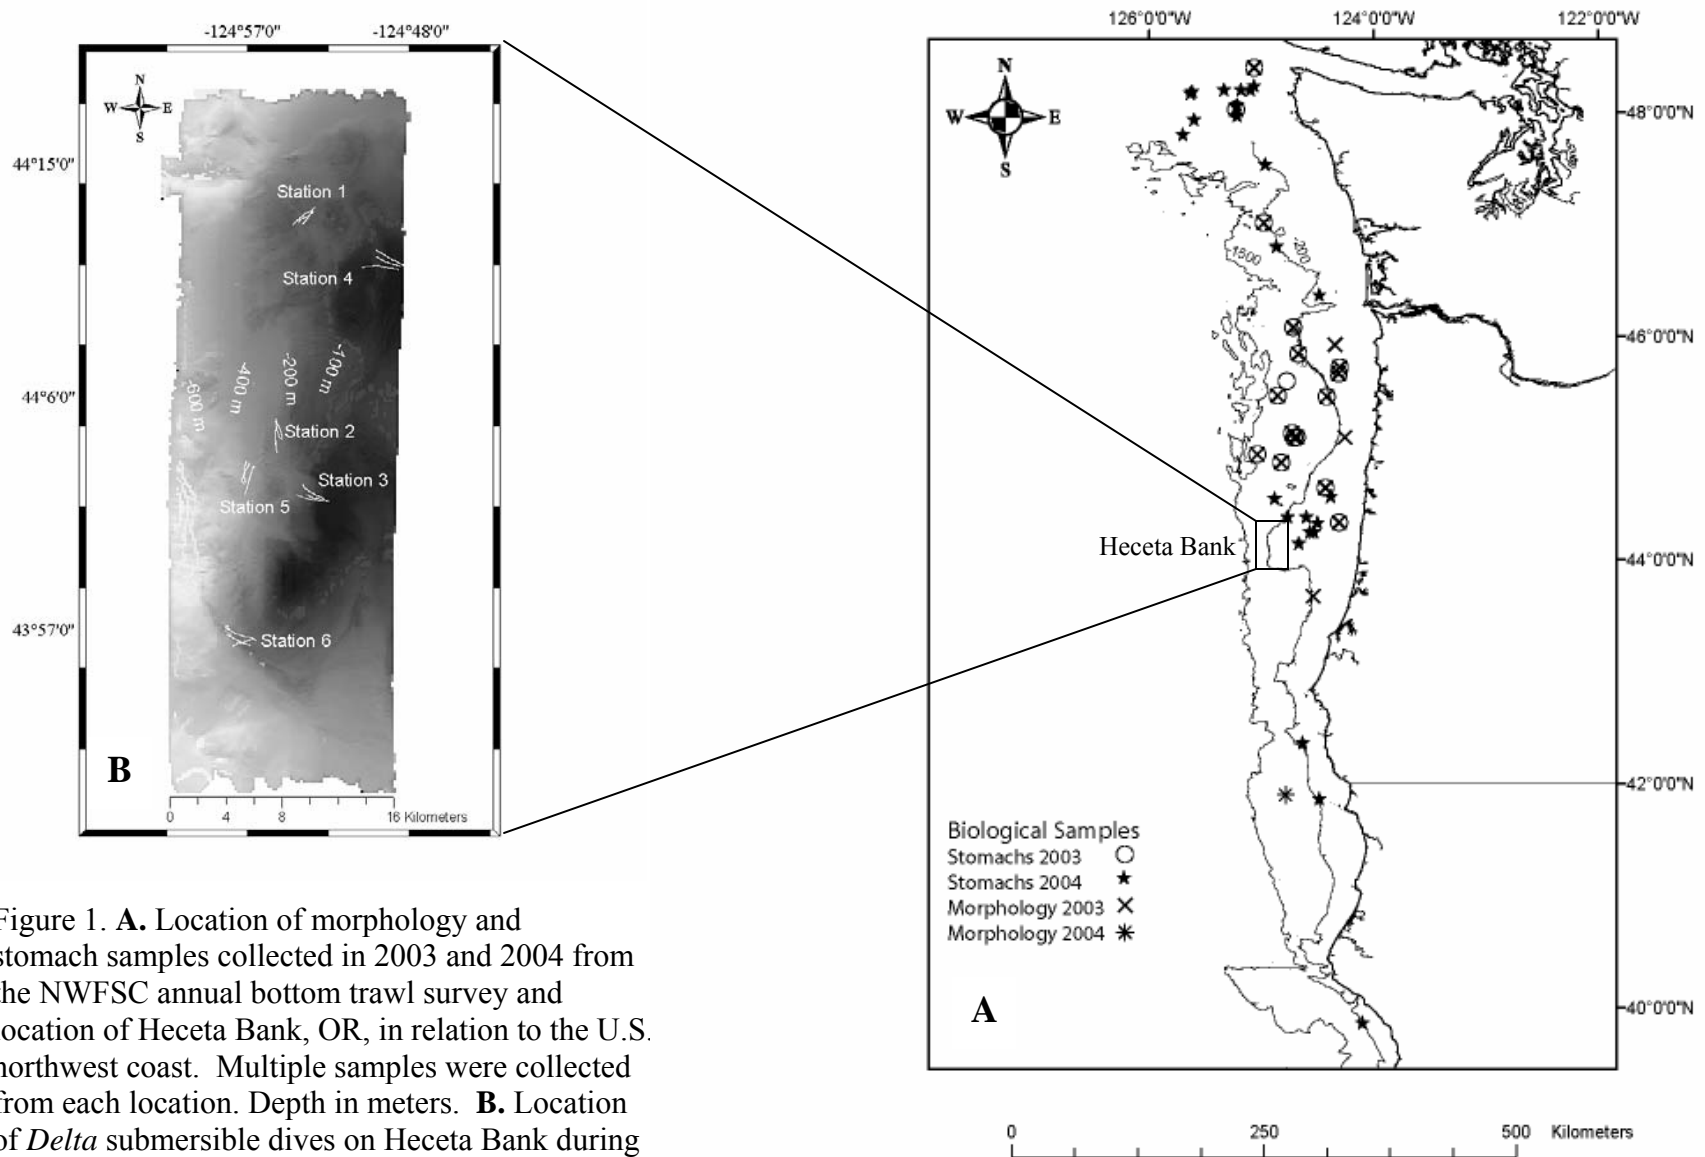 -124°57'0"
-124°48'0"
N
W
E
S
44°15'0"
44°6'0"
43°57'0"
Station 1
Station 4
-600 m
-400 m
-200 m
-100 m
Station 2
Station 3
Station 5
Station 6
B
0 4 8 16 Kilometers
126°0'0"W
124°0'0"W
122°0'0"W
N
W
E
S
48°0'0"N
46°0'0"N
44°0'0"N
42°0'0"N
40°0'0"N
-200
-1600
Heceta Bank
Biological Samples
Stomachs 2003
Stomachs 2004
Morphology 2003
Morphology 2004
A
0 250 500 Kilometers
Figure 1. A. Location of morphology and
stomach samples collected in 2003 and 2004 from
the NWFSC annual bottom trawl survey and
location of Heceta Bank, OR, in relation to the U.S.
northwest coast. Multiple samples were collected
from each location. Depth in meters. B. Location
of Delta submersible dives on Heceta Bank during